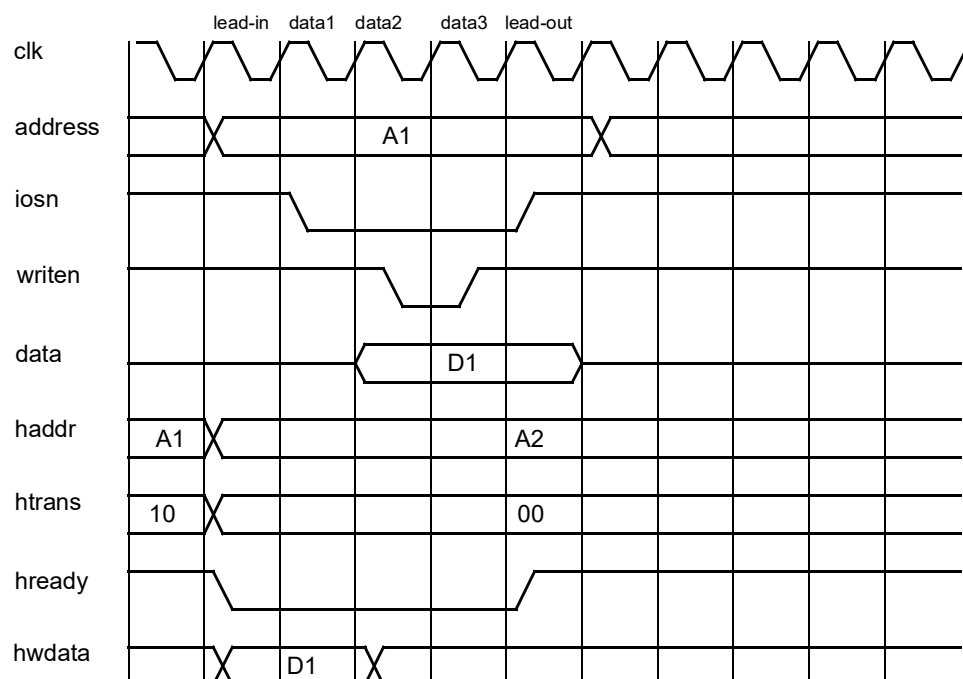 lead-in data1 data2 data3 lead-out
clk
address A1
iosn
writen
data D1
haddr A1 A2
htrans 10 00
hready
hwdata D1